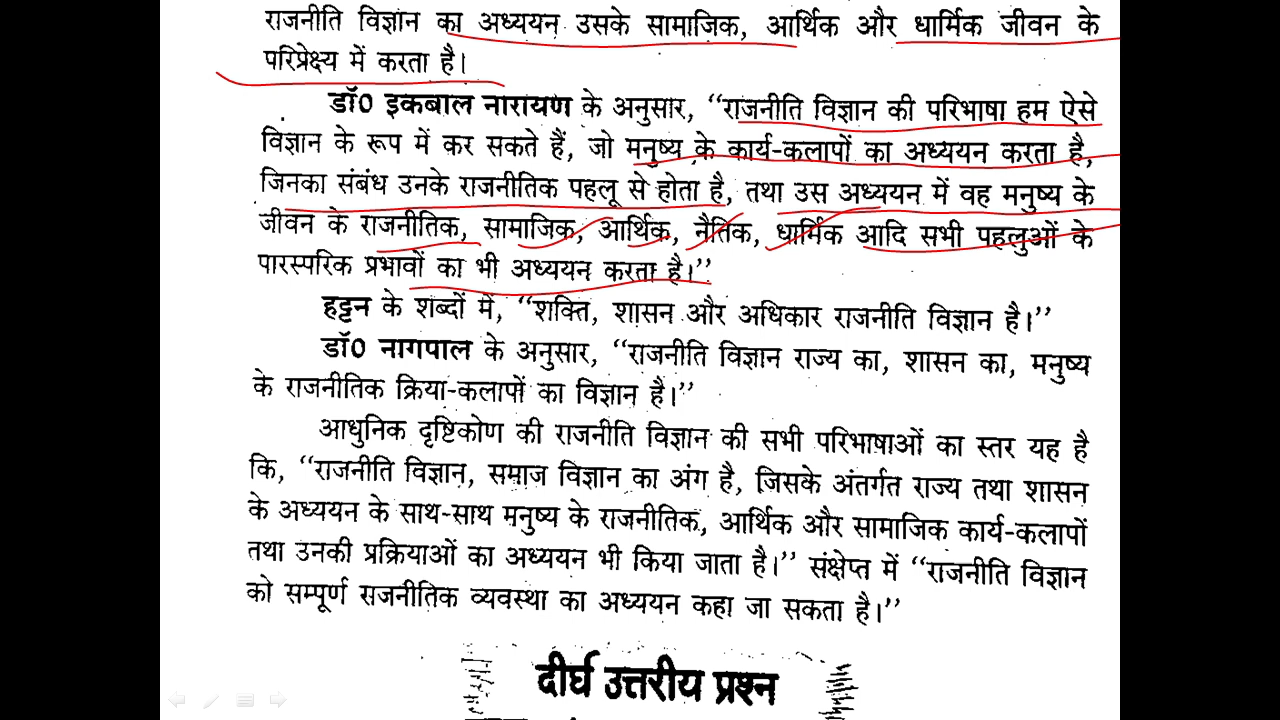 राजनीति विज्ञान का अध्ययन उसके सामाजिक, आर्थिक और धार्मिक जीवन के
परिप्रेक्ष्य में करता है।
डॉ0 इकबाल नारायण के अनुसार, ‘‘राजनीति विज्ञान की परिभाषा हम ऐसे
विज्ञान के रूप में कर सकते हैं, जो मनुष्य के कार्य-कलापों का अध्ययन करता है,
जिनका संबंध उनके राजनीतिक पहलू से होता है, तथा उस अध्ययन में वह मनुष्य के
जीवन के राजनीतिक, सामाजिक, आर्थिक, नैतिक, धार्मिक आदि सभी पहलुओं के
पारस्परिक प्रभावों का भी अध्ययन करता है।’’
हट्टन के शब्दों में, ‘‘शक्ति, शासन और अधिकार राजनीति विज्ञान है।’’
डॉ0 नागपाल के अनुसार, ‘‘राजनीति विज्ञान राज्य का, शासन का, मनुष्य
के राजनीतिक क्रिया-कलापों का विज्ञान है।’’
आधुनिक दृष्टिकोण की राजनीति विज्ञान की सभी परिभाषाओं का स्तर यह है
कि, ‘‘राजनीति विज्ञान, समाज विज्ञान का अंग है, जिसके अंतर्गत राज्य तथा शासन
के अध्ययन के साथ-साथ मनुष्य के राजनीतिक, आर्थिक और सामाजिक कार्य-कलापों
तथा उनकी प्रक्रियाओं का अध्ययन भी किया जाता है।’’ संक्षेप्त में ‘‘राजनीति विज्ञान
को सम्पूर्ण राजनीतिक व्यवस्था का अध्ययन कहा जा सकता है।’’
दीर्घ उत्तरीय प्रश्न